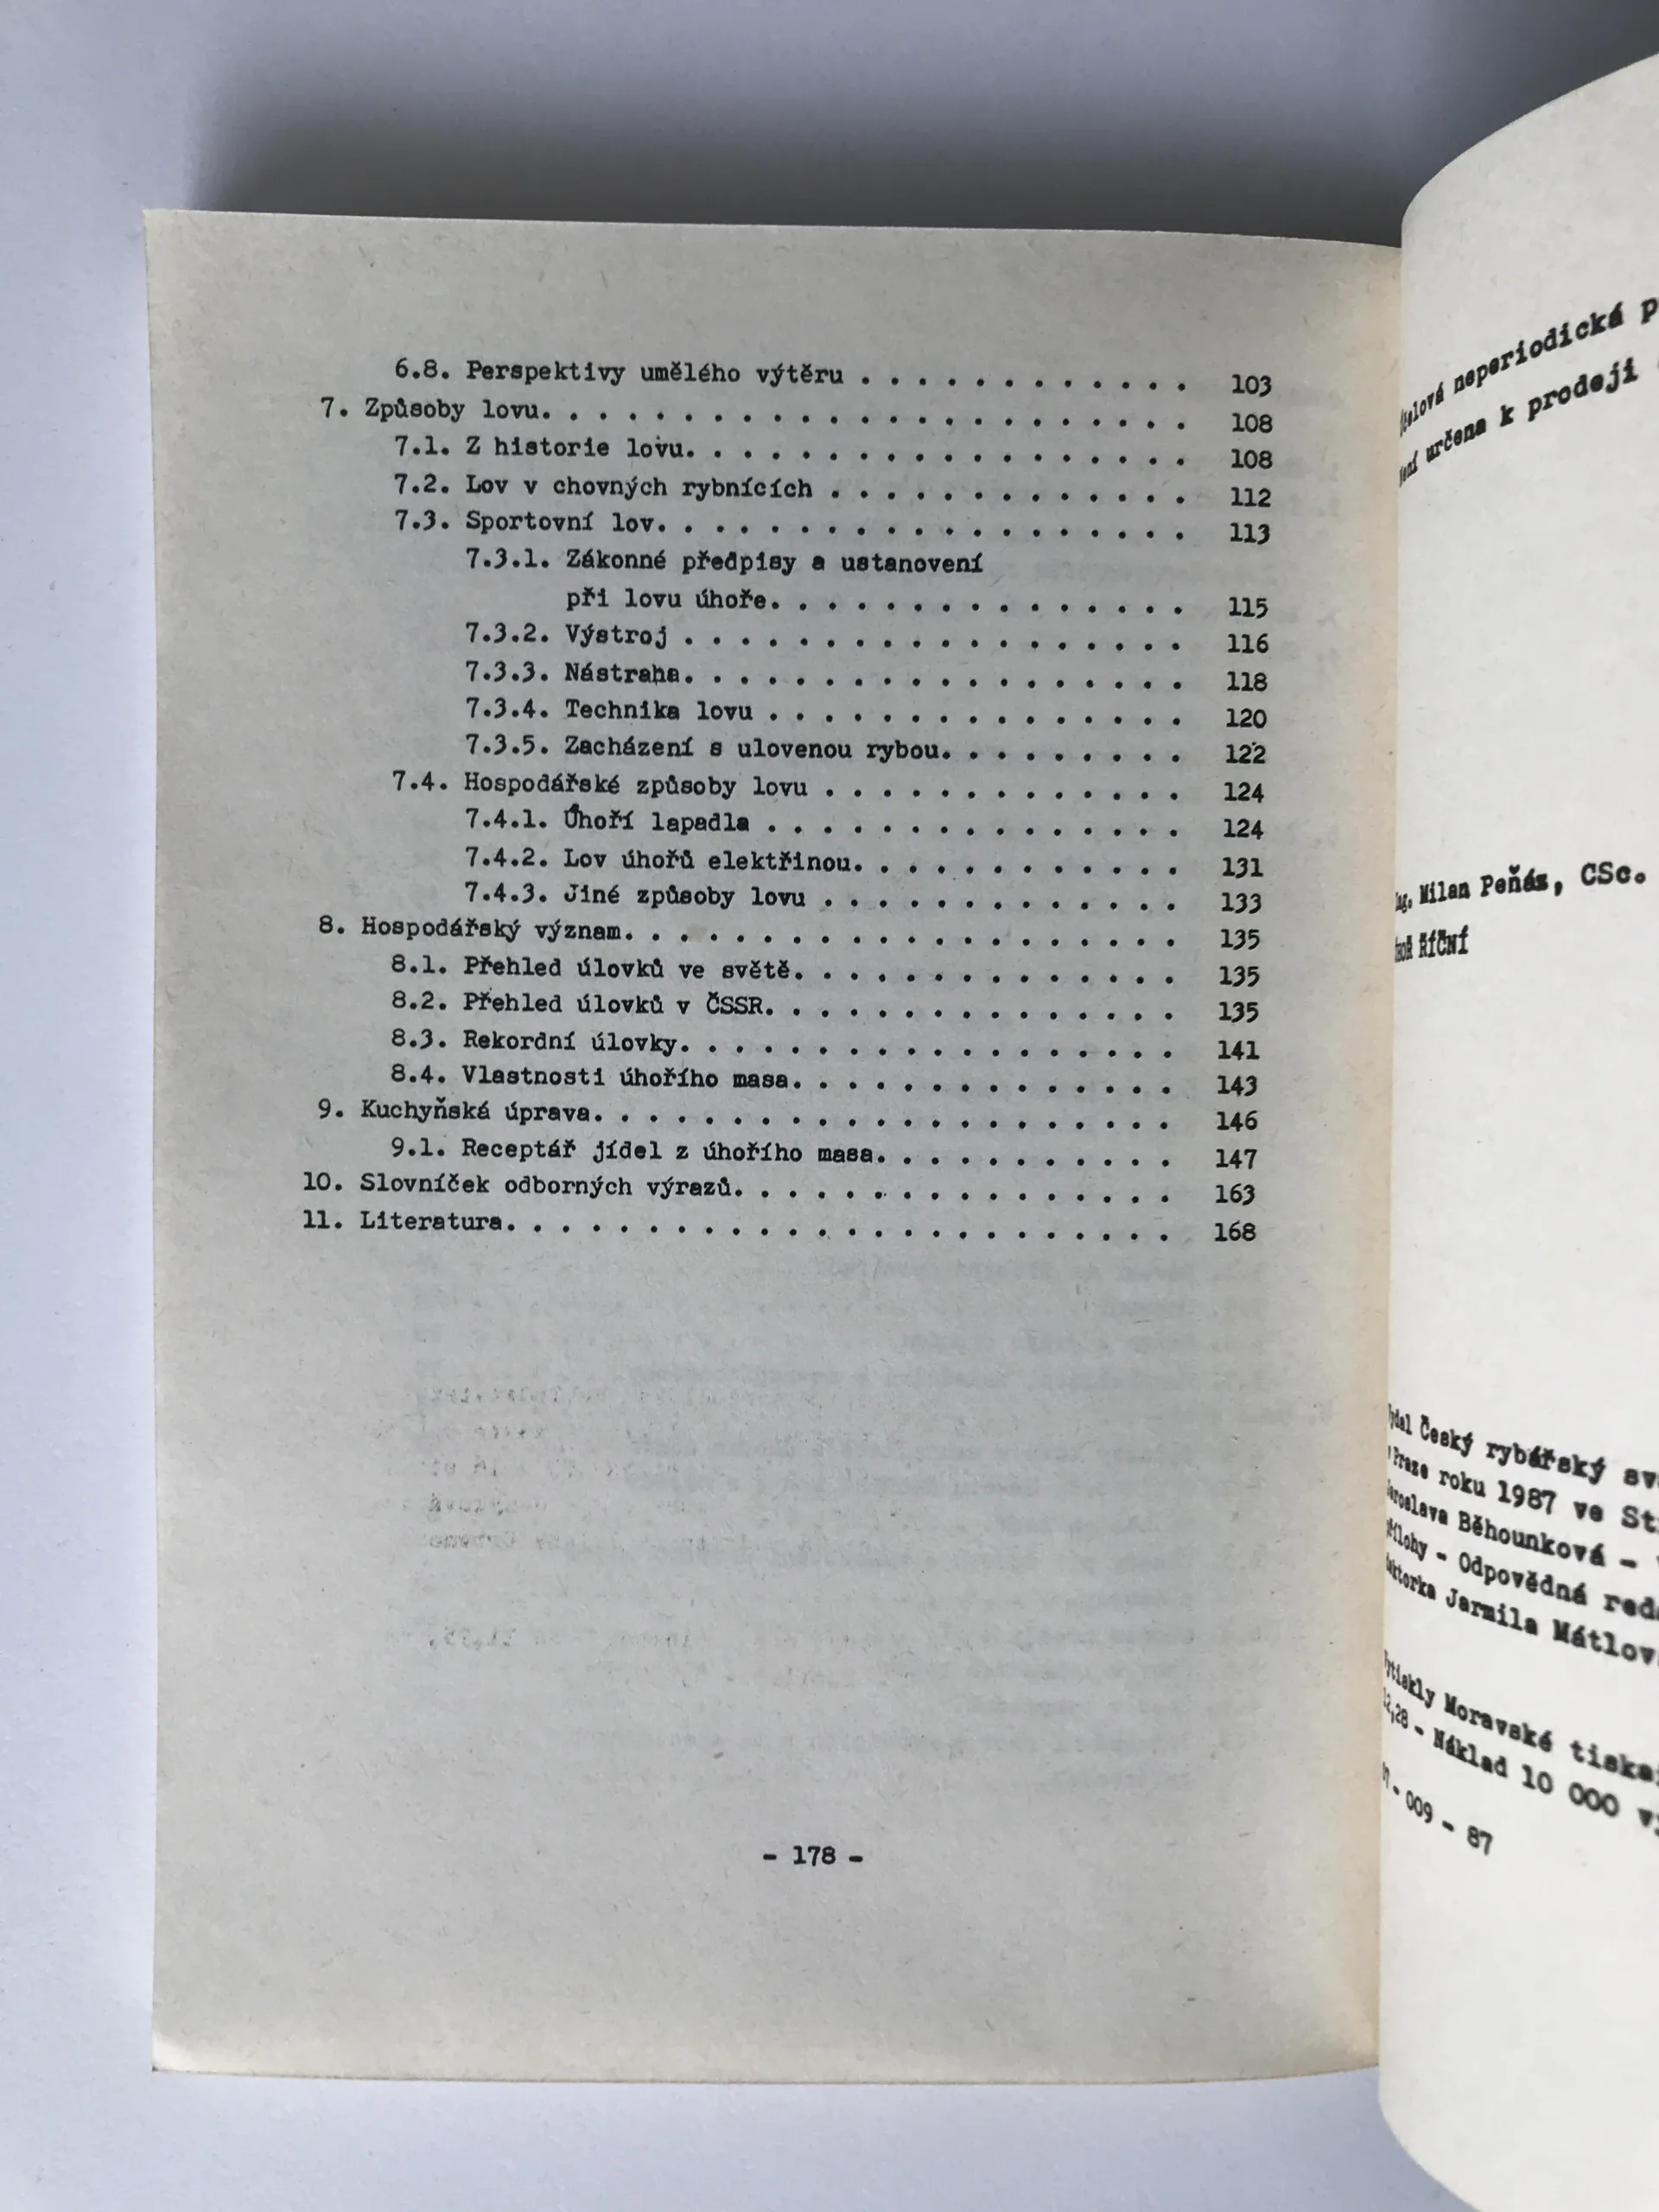 6.8. Perspektivy umělého výtěru . . . . . . . . . . . . 103
7. Způsoby lovu. . . . . . . . . . . . . . . . . . . . . . . 108
7.1. Z historie lovu. . . . . . . . . . . . . . . . . . 108
7.2. Lov v chovných rybnících . . . . . . . . . . . . . 112
7.3. Sportovní lov. . . . . . . . . . . . . . . . . . . 113
7.3.1. Zákonné předpisy a ustanovení
při lovu úhoře. . . . . . . . . . . . . . . 115
7.3.2. Výstroj . . . . . . . . . . . . . . . . . . 116
7.3.3. Nástraha. . . . . . . . . . . . . . . . . . 118
7.3.4. Technika lovu . . . . . . . . . . . . . . . 120
7.3.5. Zacházení s ulovenou rybou. . . . . . . . . 122
7.4. Hospodářské způsoby lovu . . . . . . . . . . . . . 124
7.4.1. Úhoří lapadla . . . . . . . . . . . . . . . 124
7.4.2. Lov úhořů elektřinou. . . . . . . . . . . . 131
7.4.3. Jiné způsoby lovu . . . . . . . . . . . . . 133
8. Hospodářský význam. . . . . . . . . . . . . . . . . . . . 135
8.1. Přehled úlovků ve světě. . . . . . . . . . . . . . 135
8.2. Přehled úlovků v ČSSR. . . . . . . . . . . . . . . 135
8.3. Rekordní úlovky. . . . . . . . . . . . . . . . . . 141
8.4. Vlastnosti úhořího masa. . . . . . . . . . . . . . 143
9. Kuchyňská úprava. . . . . . . . . . . . . . . . . . . . . 146
9.1. Receptář jídel z úhořího masa. . . . . . . . . . . 147
10. Slovníček odborných výrazů. . . . . . . . . . . . . . . . 163
11. Literatura. . . . . . . . . . . . . . . . . . . . . . . . 168
- 178 -
neperiodická
určena k prodeji
Milan Peňáz, CSc.
ŘÍČNÍ
Český rybářský
Praze roku 1987 ve
Běhounková -
- Odpovědná
Jarmila
Moravské
- Náklad 10 000
- 009 - 87